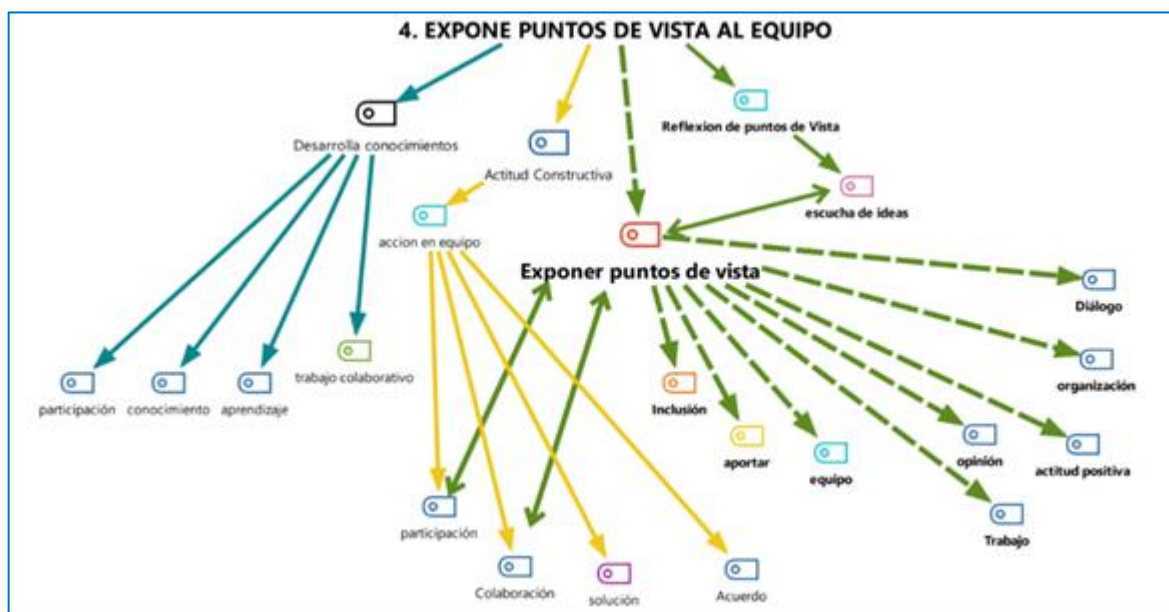 4. EXPONE PUNTOS DE VISTA AL EQUIPO
Reflexion de puntos de Vista
Desarrolla conocimientos
Actitud Constructiva
escucha de ideas
accion en equipo
Exponer puntos de vista
Diálogo
trabajo colaborativo
organización
participación
conocimiento
aprendizaje
Inclusión
aportar
opinión
actitud positiva
equipo
participación
Trabajo
Colaboración
solución
Acuerdo